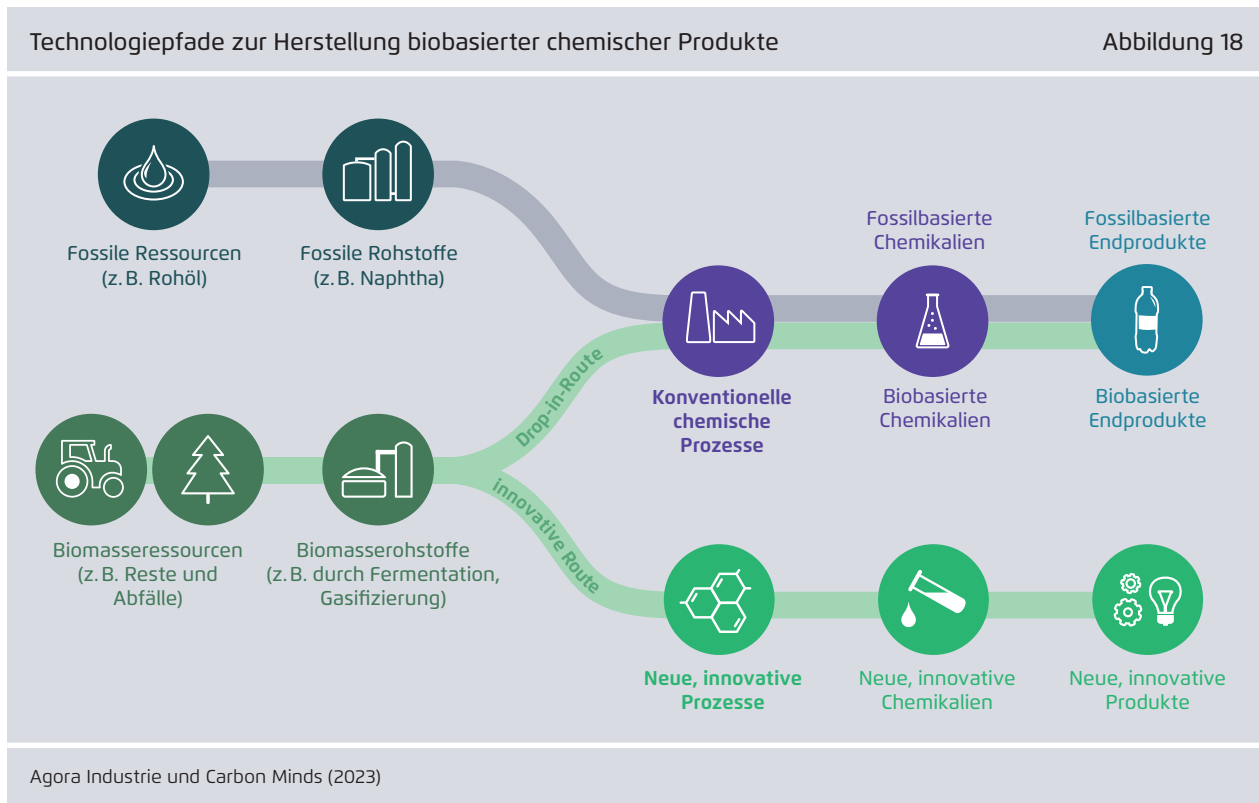 Technologiepfade zur Herstellung biobasierter chemischer Produkte
Abbildung 18
Fossile Ressourcen
(z. B. Rohöl)
Fossile Rohstoffe
(z. B. Naphtha)
Fossilbasierte
Chemikalien
Fossilbasierte
Endprodukte
Drop-in-Route
Konventionelle
chemische
Prozesse
Biobasierte
Chemikalien
Biobasierte
Endprodukte
Biomasseressourcen
(z. B. Reste und
Abfälle)
Biomasserohstoffe
(z. B. durch Fermentation,
Gasifizierung)
innovative Route
Neue, innovative
Prozesse
Neue, innovative
Chemikalien
Neue, innovative
Produkte
Agora Industrie und Carbon Minds (2023)